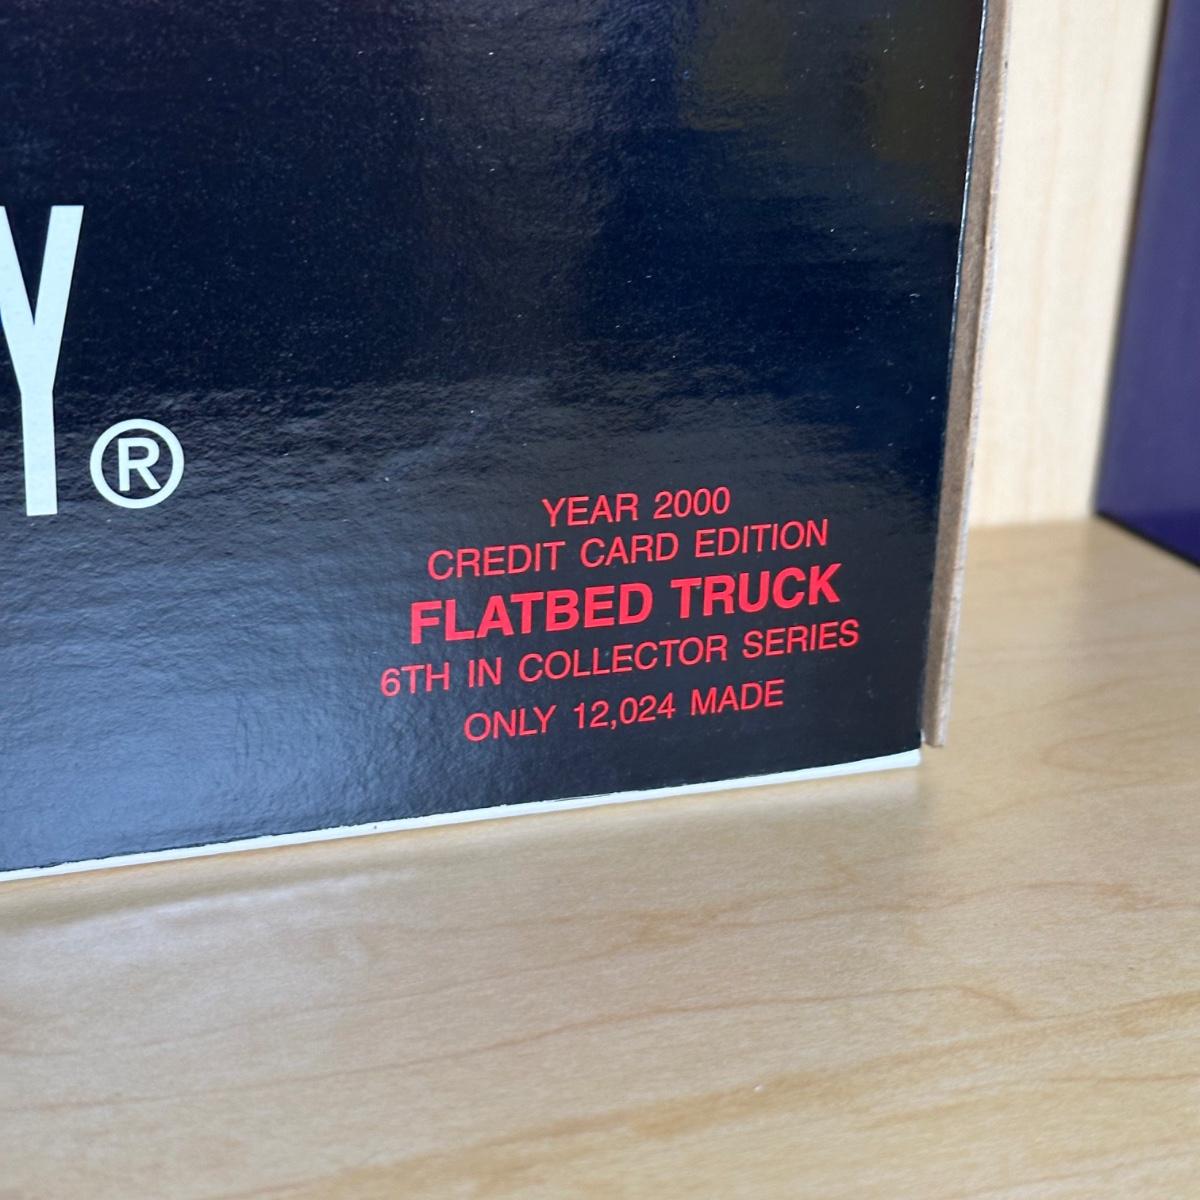 Y®
YEAR 2000
CREDIT CARD EDITION
FLATBED TRUCK
6TH IN COLLECTOR SERIES
ONLY 12,024 MADE